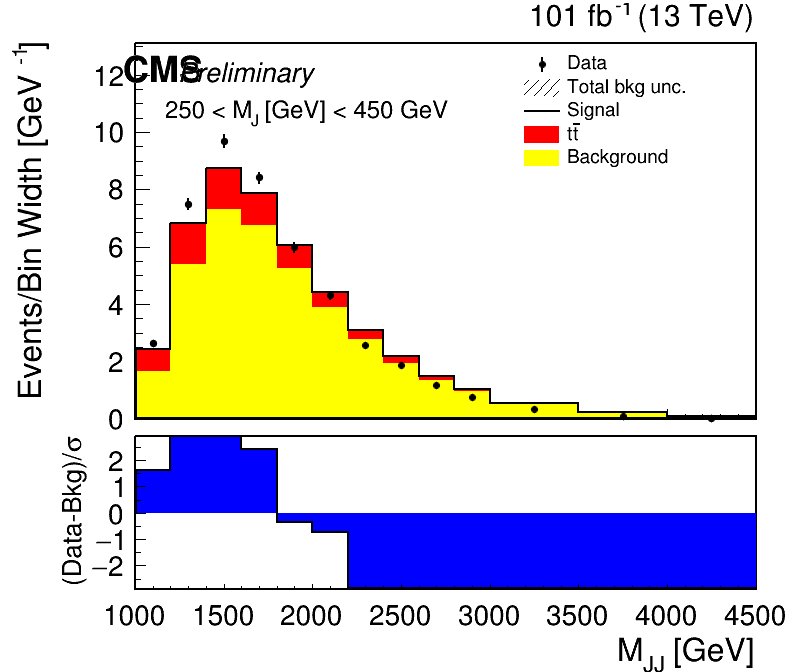 101 fb⁻¹ (13 TeV)
CMS Preliminary
250 < M_J [GeV] < 450 GeV
Data
Total bkg unc.
Signal
tt̄
Background
Events/Bin Width [GeV⁻¹]
12
10
8
6
4
2
0
(Data-Bkg)/σ
2
1
0
−1
−2
1000 1500 2000 2500 3000 3500 4000 4500
M_JJ [GeV]